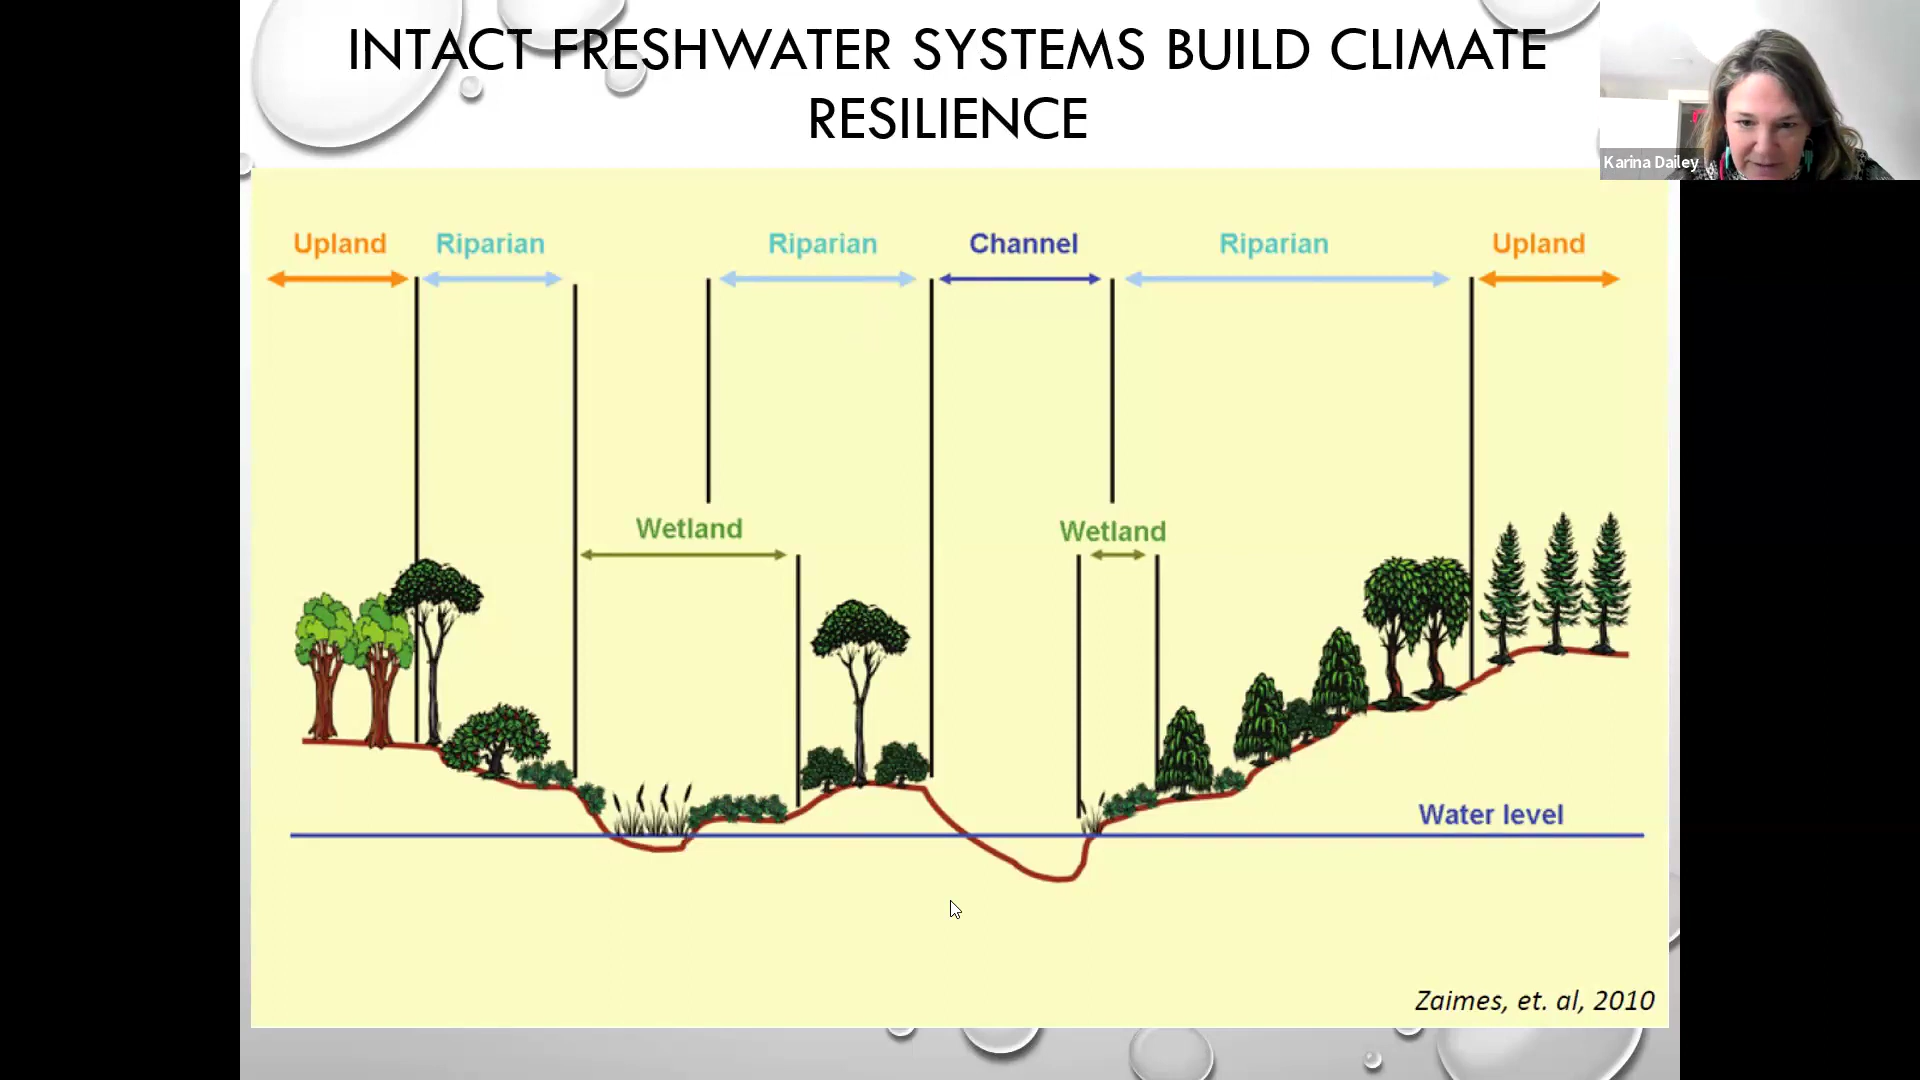 INTACT FRESHWATER SYSTEMS BUILD CLIMATE
RESILIENCE
Karina Dailey
Upland
Riparian
Riparian
Channel
Riparian
Upland
Wetland
Wetland
Water level
Zaimes, et. al, 2010